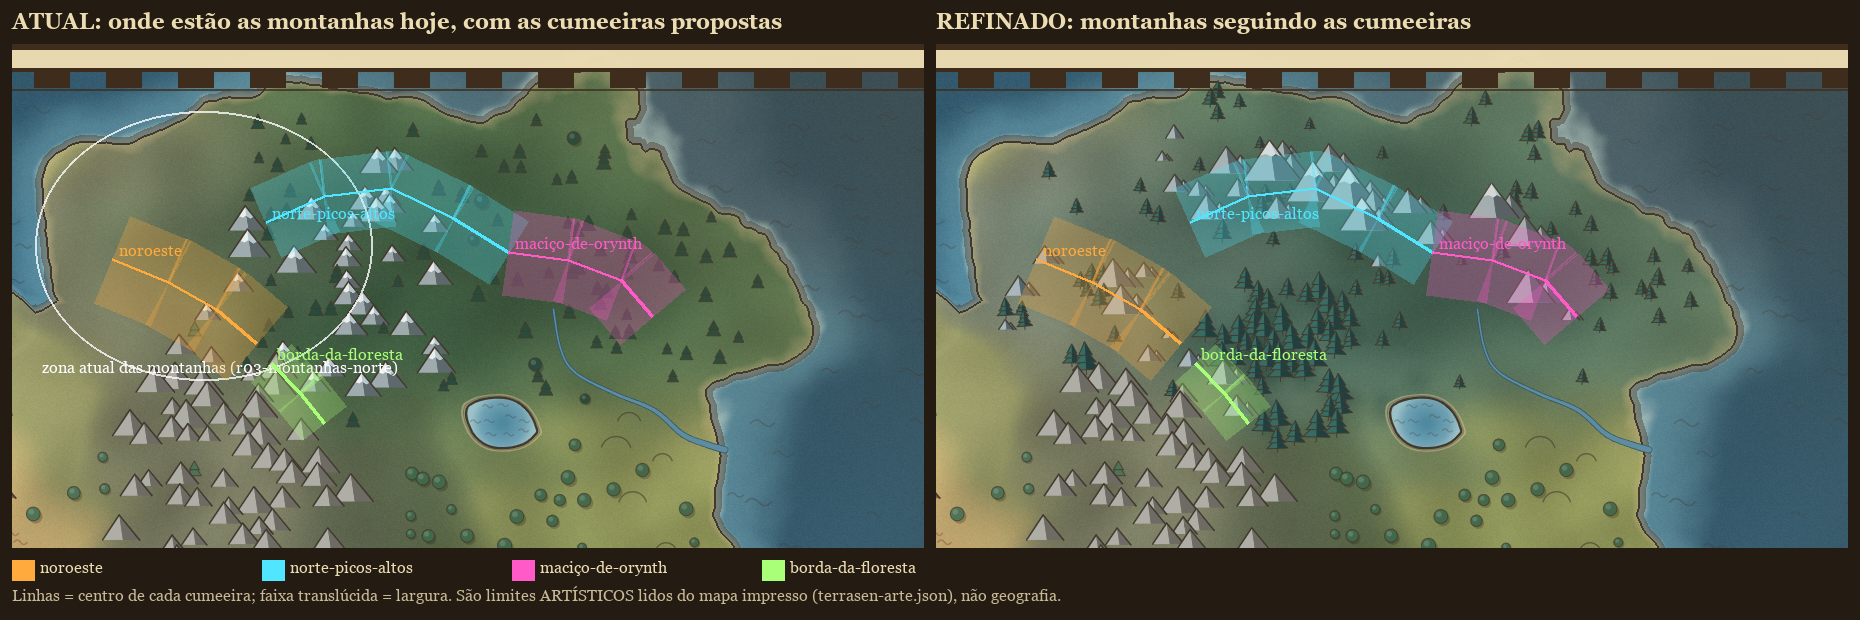 ATUAL: onde estão as montanhas hoje, com as cumeeiras propostas
norte-picos-altos
maciço-de-orynth
noroeste
borda-da-floresta
zona atual das montanhas (r03-montanhas-norte)
REFINADO: montanhas seguindo as cumeeiras
norte-picos-altos
maciço-de-orynth
noroeste
borda-da-floresta
noroeste
norte-picos-altos
maciço-de-orynth
borda-da-floresta
Linhas = centro de cada cumeeira; faixa translúcida = largura. São limites ARTÍSTICOS lidos do mapa impresso (terrasen-arte.json), não geografia.